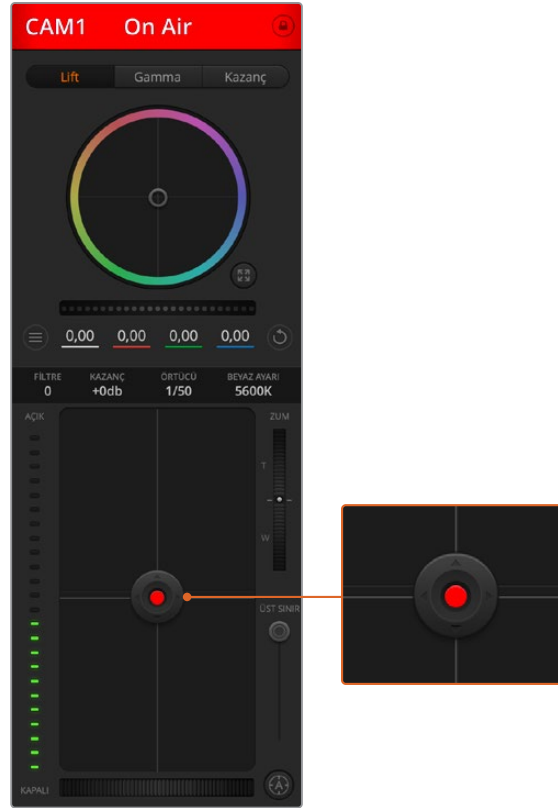 CAM1 On Air
Lift Gamma Kazanç
0,00 0,00 0,00 0,00
FİLTRE KAZANÇ ÖRTÜCÜ BEYAZ AYARI
0 +0db 1/50 5600K
AÇIK ZUM
T
W
ÜST SINIR
KAPALI A